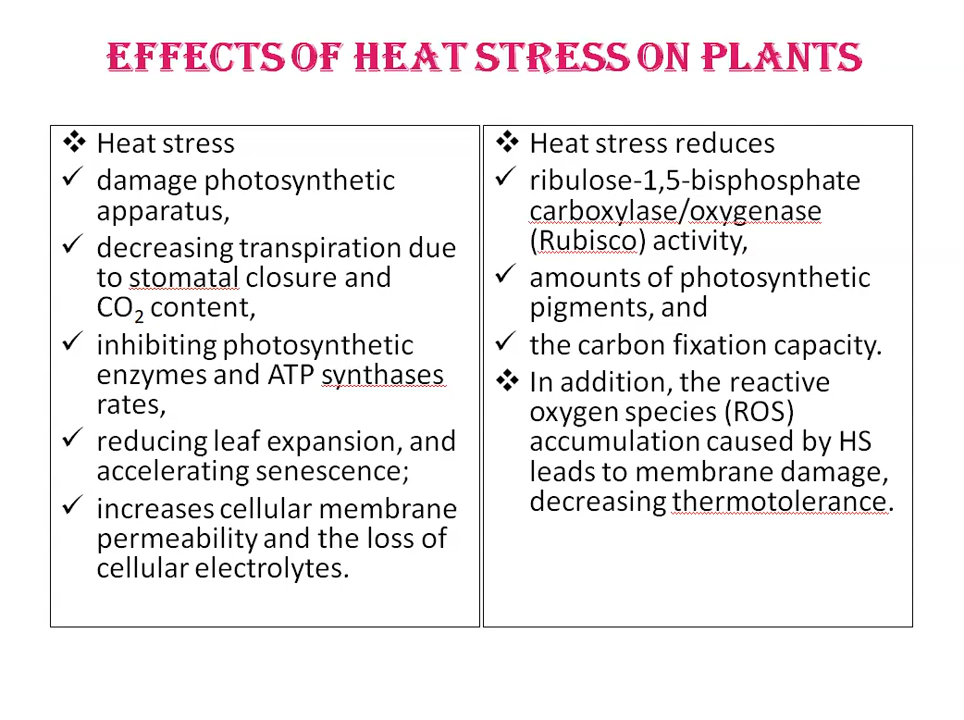 EFFECTS OF HEAT STRESS ON PLANTS
❖ Heat stress
✓ damage photosynthetic
apparatus,
✓ decreasing transpiration due
to stomatal closure and
CO₂ content,
✓ inhibiting photosynthetic
enzymes and ATP synthases
rates,
✓ reducing leaf expansion, and
accelerating senescence;
✓ increases cellular membrane
permeability and the loss of
cellular electrolytes.
❖ Heat stress reduces
✓ ribulose-1,5-bisphosphate
carboxylase/oxygenase
(Rubisco) activity,
✓ amounts of photosynthetic
pigments, and
✓ the carbon fixation capacity.
❖ In addition, the reactive
oxygen species (ROS)
accumulation caused by HS
leads to membrane damage,
decreasing thermotolerance.